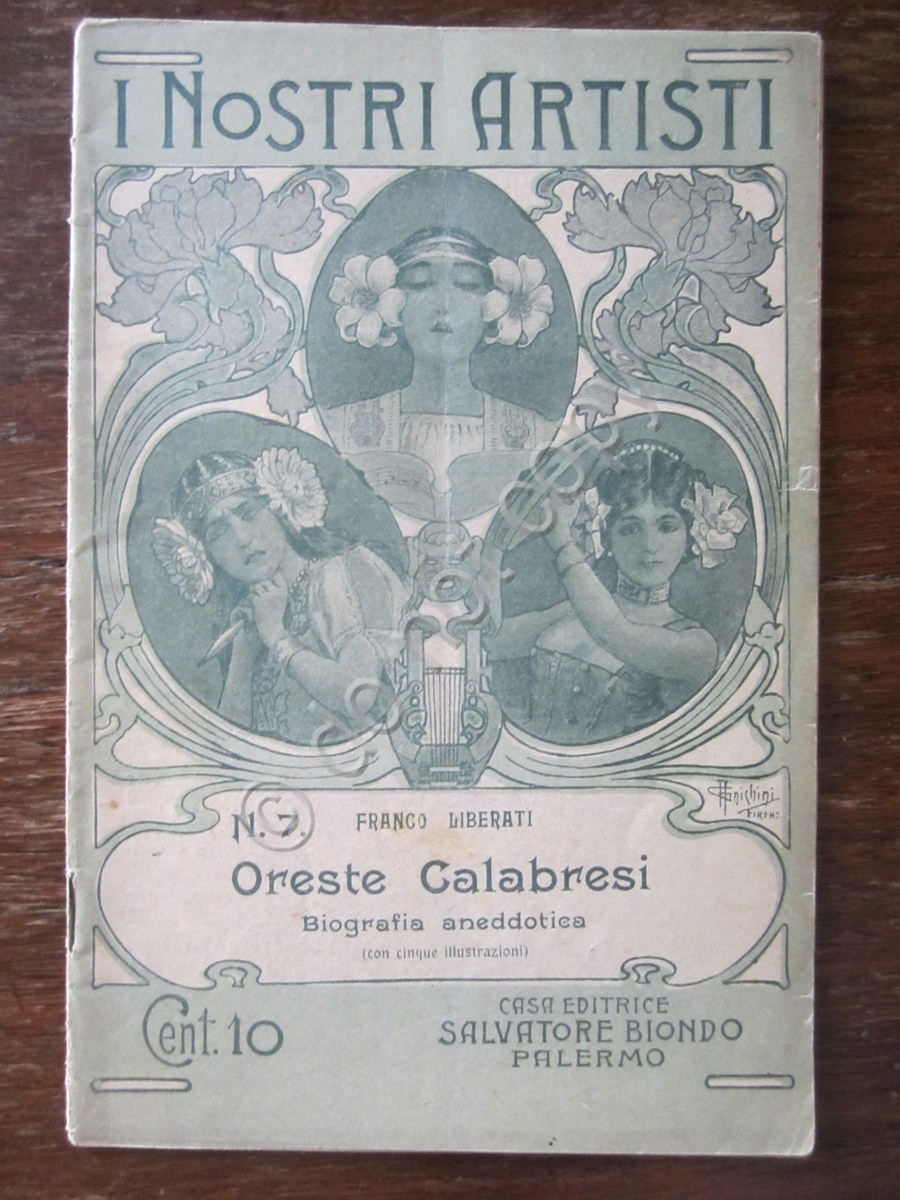 I NOSTRI ARTISTI
N. 7. FRANCO LIBERATI
Oreste Calabresi
Biografia aneddotica
(con cinque illustrazioni)
Cent. 10
CASA EDITRICE
SALVATORE BIONDO
PALERMO